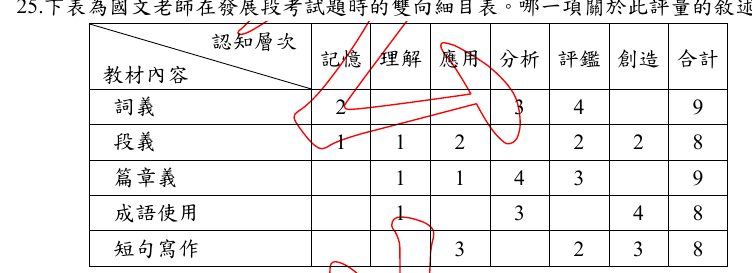 25.下表為國文老師在發展段考試題時的雙向細目表。哪一項關於此評量的敘述
認知層次
教材內容 記憶 理解 應用 分析 評鑑 創造 合計
詞義 2 3 4 9
段義 1 1 2 2 2 8
篇章義 1 1 4 3 9
成語使用 1 3 4 8
短句寫作 3 2 3 8